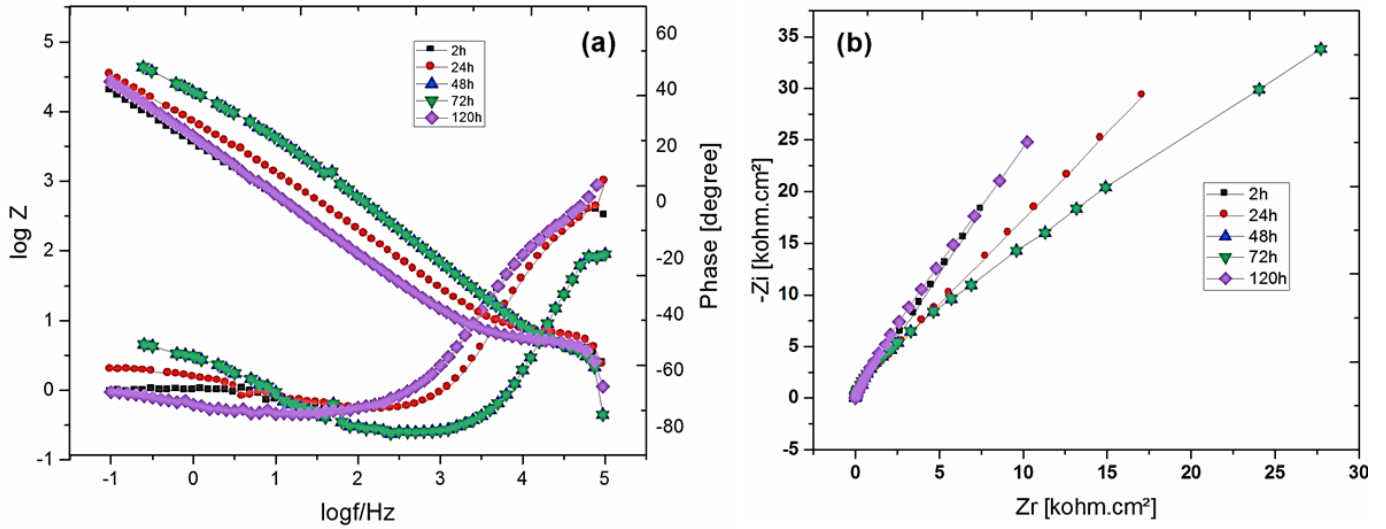 (a)
log Z
5
4
3
2
1
0
-1
2h
24h
48h
72h
120h
60
40
20
0
-20
-40
-60
-80
Phase [degree]
-1 0 1 2 3 4 5
logf/Hz
(b)
-Zi [kohm.cm²]
35
30
25
20
15
10
5
0
-5
2h
24h
48h
72h
120h
0 5 10 15 20 25 30
Zr [kohm.cm²]